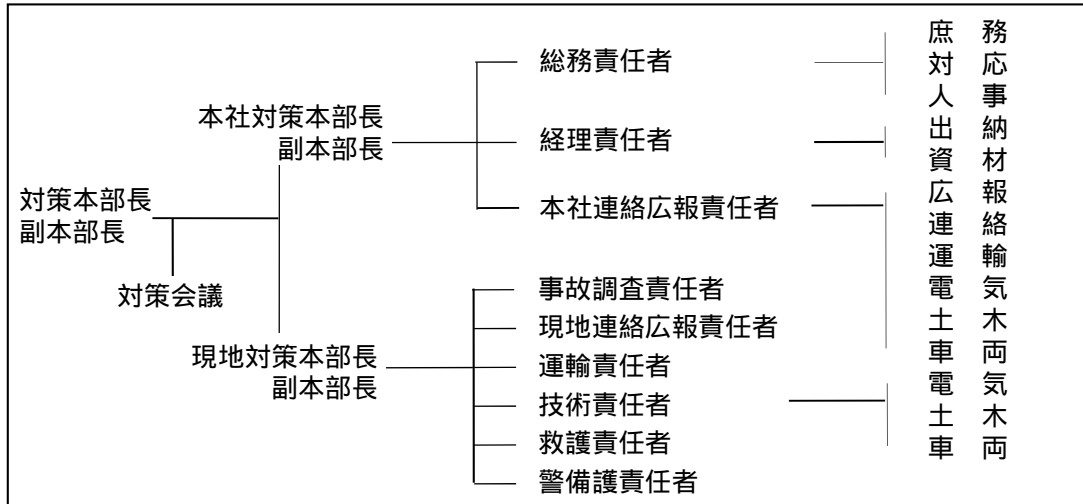 対策本部長
副本部長
対策会議
本社対策本部長
副本部長
総務責任者
庶 務
対 応
人 事
経理責任者
出 納
資 材
本社連絡広報責任者
広 報
連 絡
運 輸
電 気
土 木
車 両
現地対策本部長
副本部長
事故調査責任者
現地連絡広報責任者
運輸責任者
技術責任者
電 気
土 木
車 両
救護責任者
警備護責任者